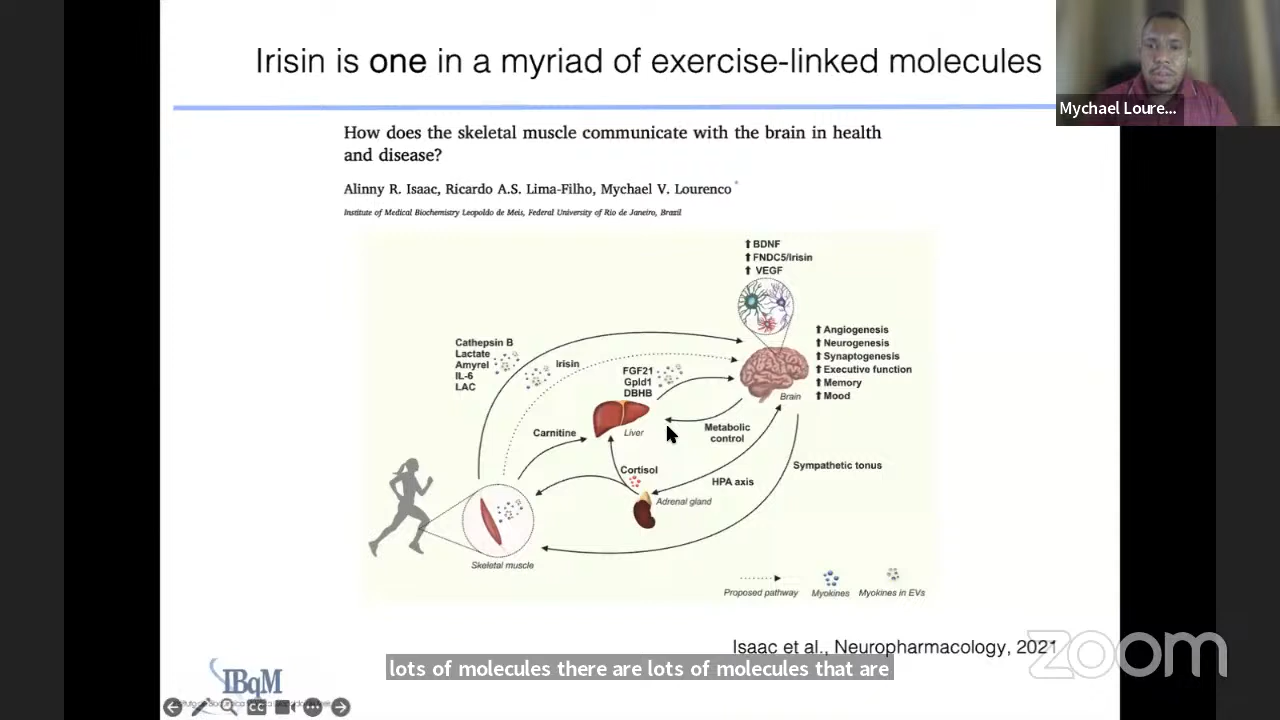 Irisin is one in a myriad of exercise-linked molecules
Mychael Loure...
How does the skeletal muscle communicate with the brain in health
and disease?
Alinny R. Isaac, Ricardo A.S. Lima-Filho, Mychael V. Lourenco *
Institute of Medical Biochemistry Leopoldo de Meis, Federal University of Rio de Janeiro, Brazil
⬆ BDNF
⬆ FNDC5/Irisin
⬆ VEGF
⬆ Angiogenesis
⬆ Neurogenesis
⬆ Synaptogenesis
⬆ Executive function
⬆ Memory
⬆ Mood
Cathepsin B
Lactate
Amyrel
IL-6
LAC
Irisin
FGF21
Gpld1
DBHB
Brain
Carnitine
Liver
Metabolic
control
Cortisol
Sympathetic tonus
HPA axis
Adrenal gland
Skeletal muscle
Proposed pathway
Myokines
Myokines in EVs
Isaac et al., Neuropharmacology, 2021
zoom
lots of molecules there are lots of molecules that are
IBqM
CC